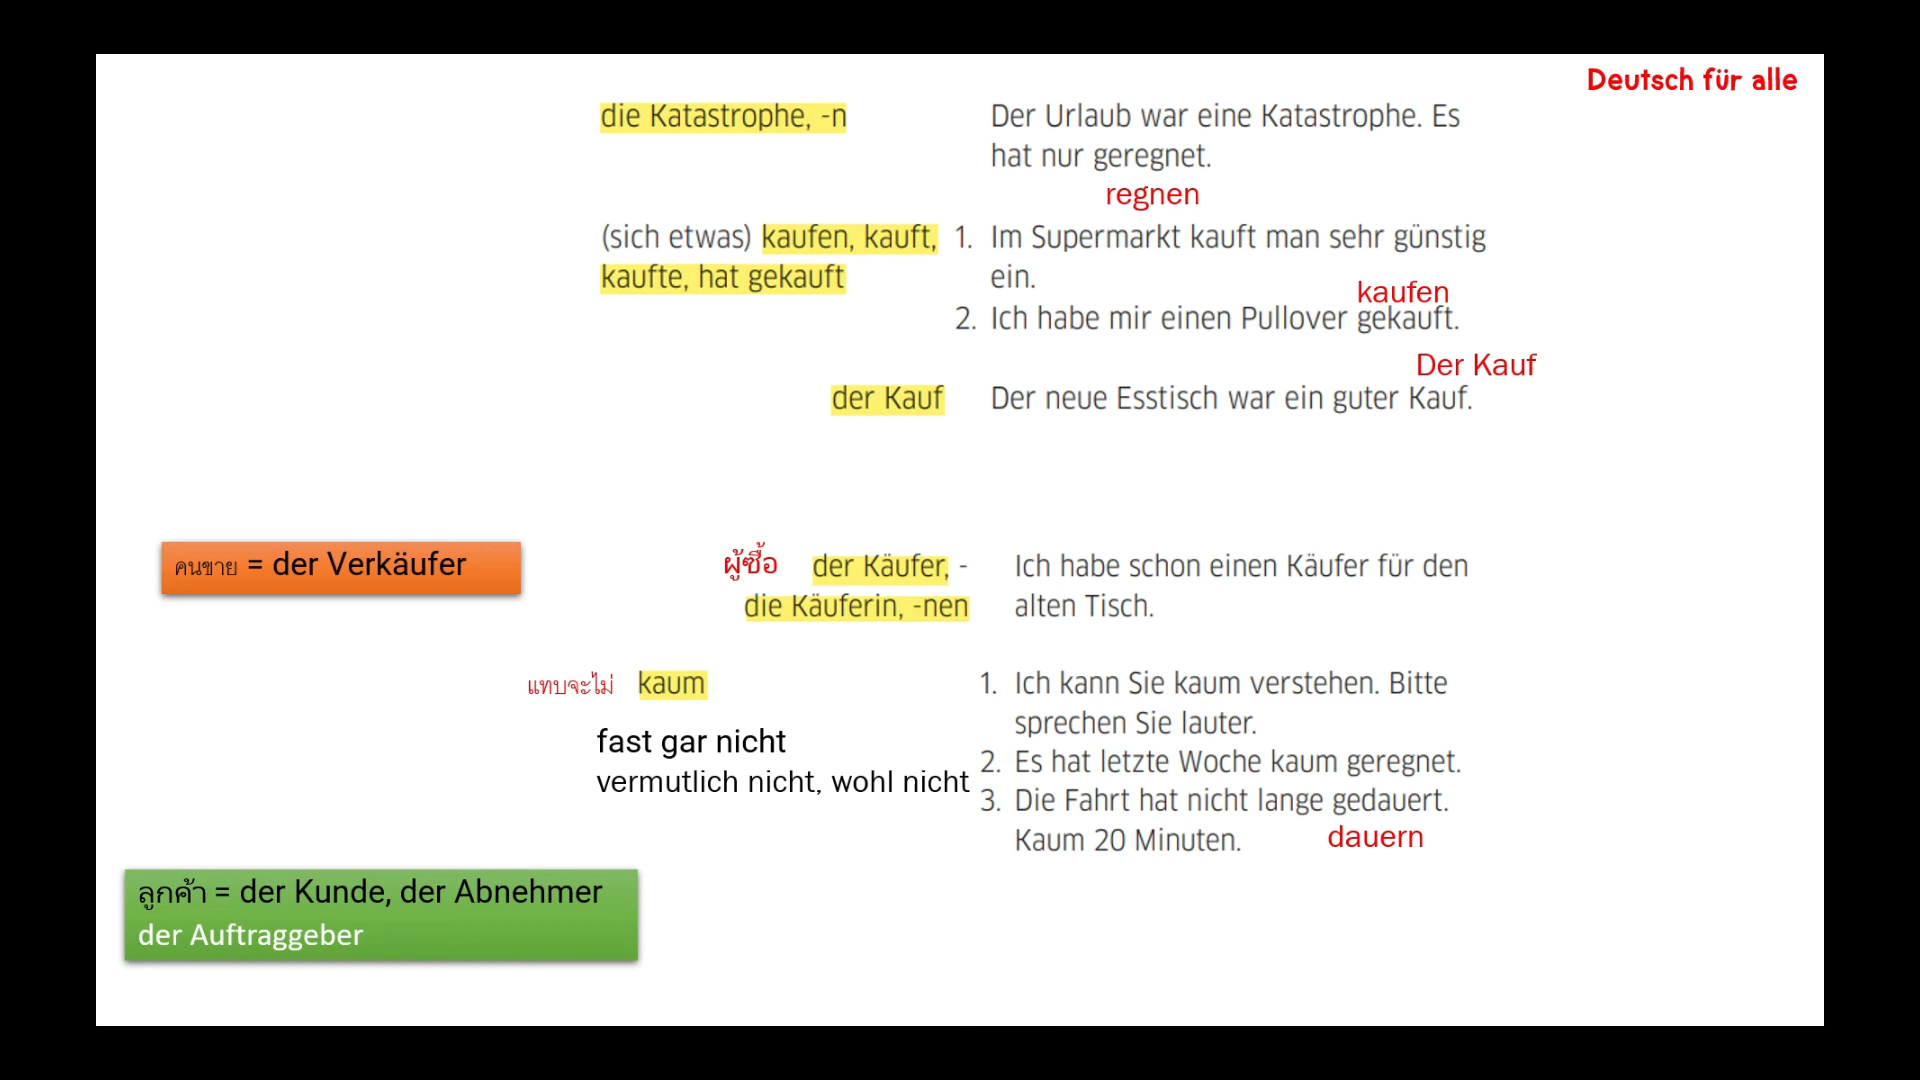 Deutsch für alle
die Katastrophe, -n
Der Urlaub war eine Katastrophe. Es
hat nur geregnet.
regnen
(sich etwas) kaufen, kauft,
kaufte, hat gekauft
1. Im Supermarkt kauft man sehr günstig
ein.
kaufen
2. Ich habe mir einen Pullover gekauft.
Der Kauf
der Kauf
Der neue Esstisch war ein guter Kauf.
คนขาย = der Verkäufer
ผู้ซื้อ
der Käufer, -
die Käuferin, -nen
Ich habe schon einen Käufer für den
alten Tisch.
แทบจะไม่
kaum
fast gar nicht
vermutlich nicht, wohl nicht
1. Ich kann Sie kaum verstehen. Bitte
sprechen Sie lauter.
2. Es hat letzte Woche kaum geregnet.
3. Die Fahrt hat nicht lange gedauert.
Kaum 20 Minuten.
dauern
ลูกค้า = der Kunde, der Abnehmer
der Auftraggeber